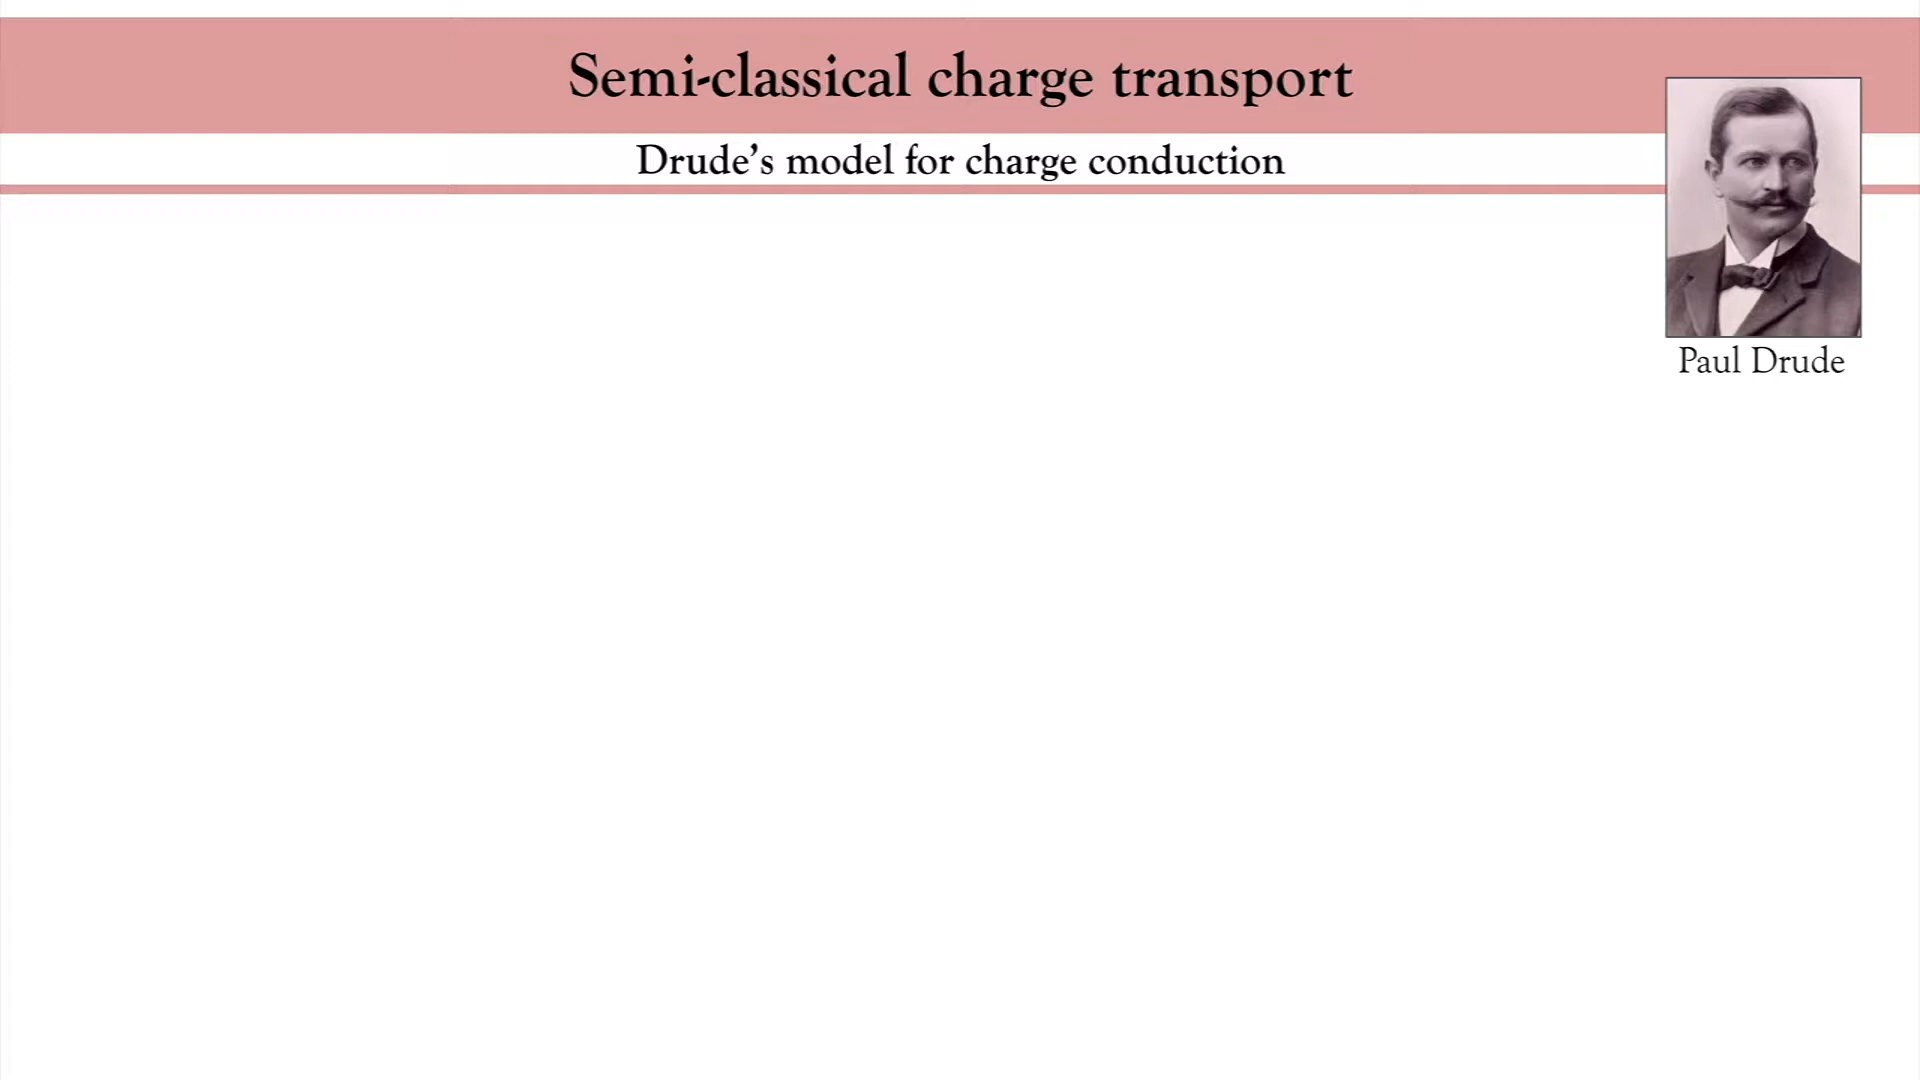 Semi-classical charge transport
Drude’s model for charge conduction
Paul Drude